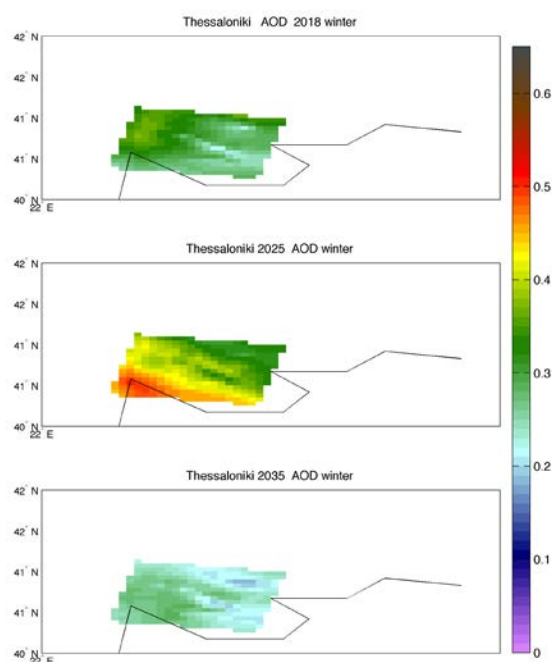 Thessaloniki AOD 2018 winter
42° N
42° N
41° N
41° N
40° N
22° E
Thessaloniki 2025 AOD winter
42° N
42° N
41° N
41° N
40° N
22° E
Thessaloniki 2035 AOD winter
42° N
42° N
41° N
41° N
40° N
22° E
0.6
0.5
0.4
0.3
0.2
0.1
0